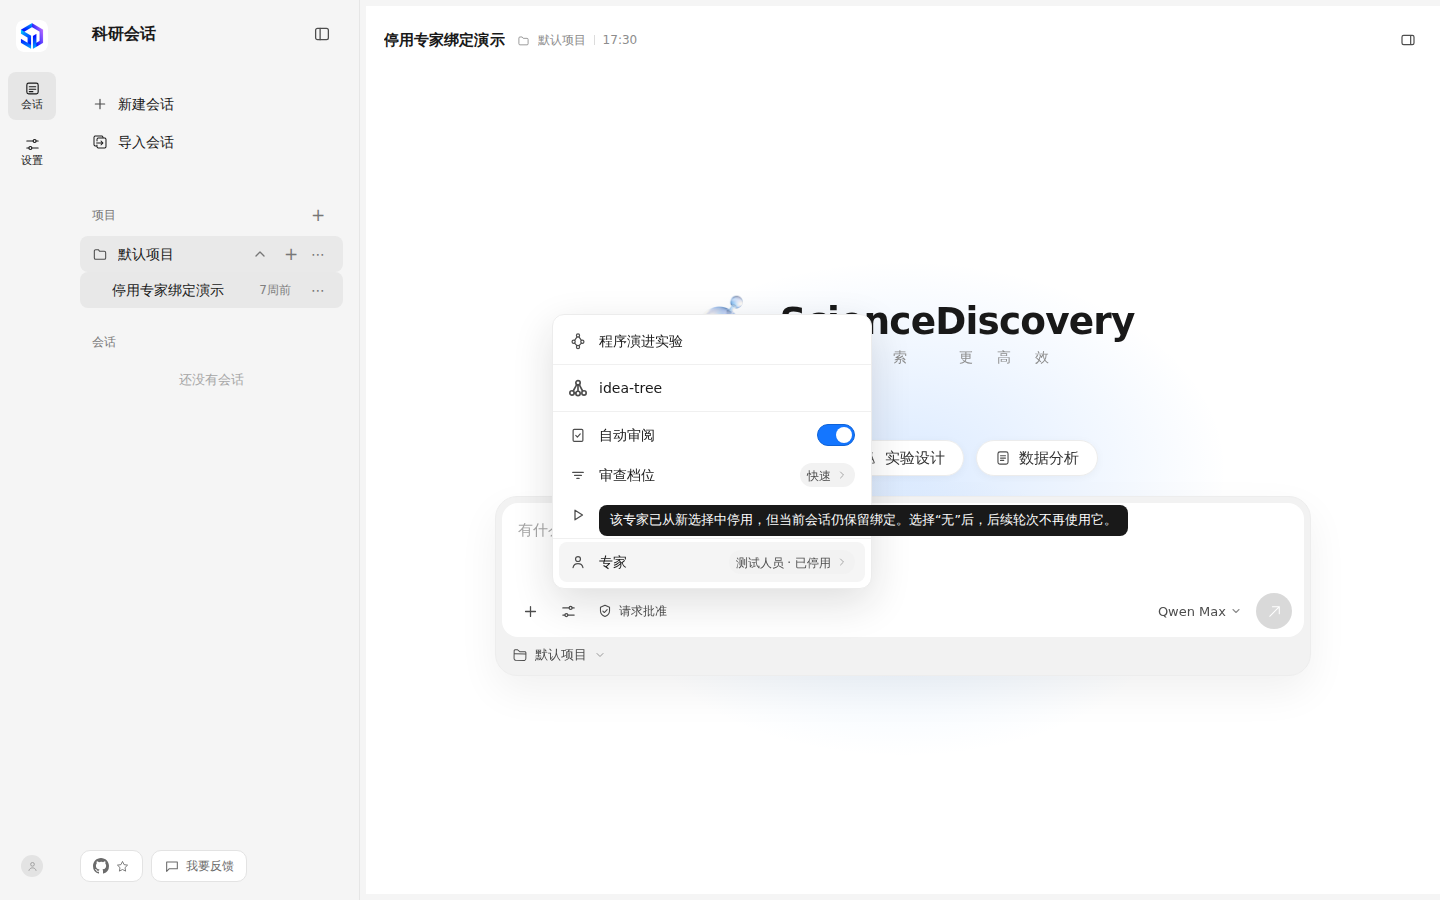 科研会话
会话
设置
新建会话
导入会话
项目
默认项目
停用专家绑定演示
7周前
会话
还没有会话
我要反馈
停用专家绑定演示
默认项目
17:30
ScienceDiscovery
索 更高效
实验设计
数据分析
程序演进实验
idea-tree
自动审阅
审查档位
快速
该专家已从新选择中停用，但当前会话仍保留绑定。选择“无”后，后续轮次不再使用它。
专家
测试人员 · 已停用
有什
请求批准
Qwen Max
默认项目